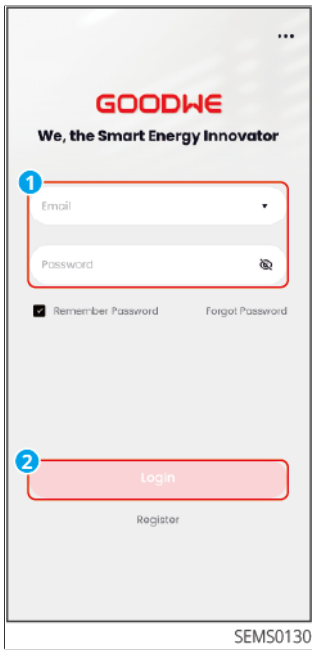 ...
GOODWE
We, the Smart Energy Innovator
1
Email
Password
Remember Password Forgot Password
2
Login
Register
SEMS0130